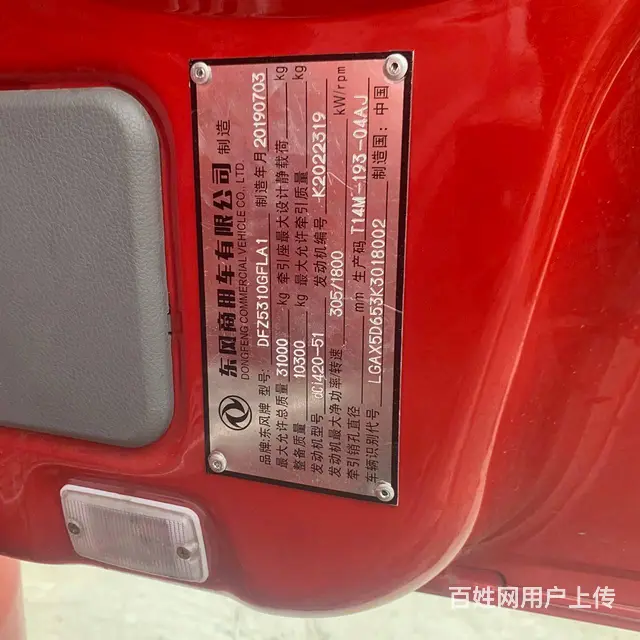 东风商用车有限公司 制造
DONGFENG COMMERCIAL VEHICLE CO., LTD.
品牌:东风牌 型号: DFZ5310GFLA1 制造年月 20190703
最大允许总质量 31000 kg 牵引座最大设计静载荷 kg
整备质量 10300 kg 最大允许牵引质量 kg
发动机型号 dCi420-51 发动机编号 K2022319
发动机最大净功率/转速 305/1800 kW/rpm
牵引销孔直径 mm 生产码 T14M-193-04AJ
车辆识别代号 LGAX5D653K3018002 制造国: 中国
百姓网用户上传